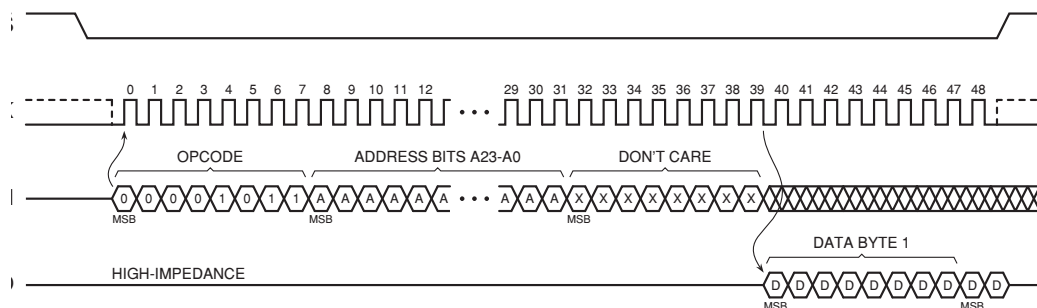 0 1 2 3 4 5 6 7 8 9 10 11 12 29 30 31 32 33 34 35 36 37 38 39 40 41 42 43 44 45 46 47 48
OPCODE ADDRESS BITS A23-A0 DON'T CARE
0 0 0 0 1 0 1 1 A A A A A A A A A X X X X X X X X
MSB MSB MSB
DATA BYTE 1
HIGH-IMPEDANCE
D D D D D D D D D D
MSB MSB